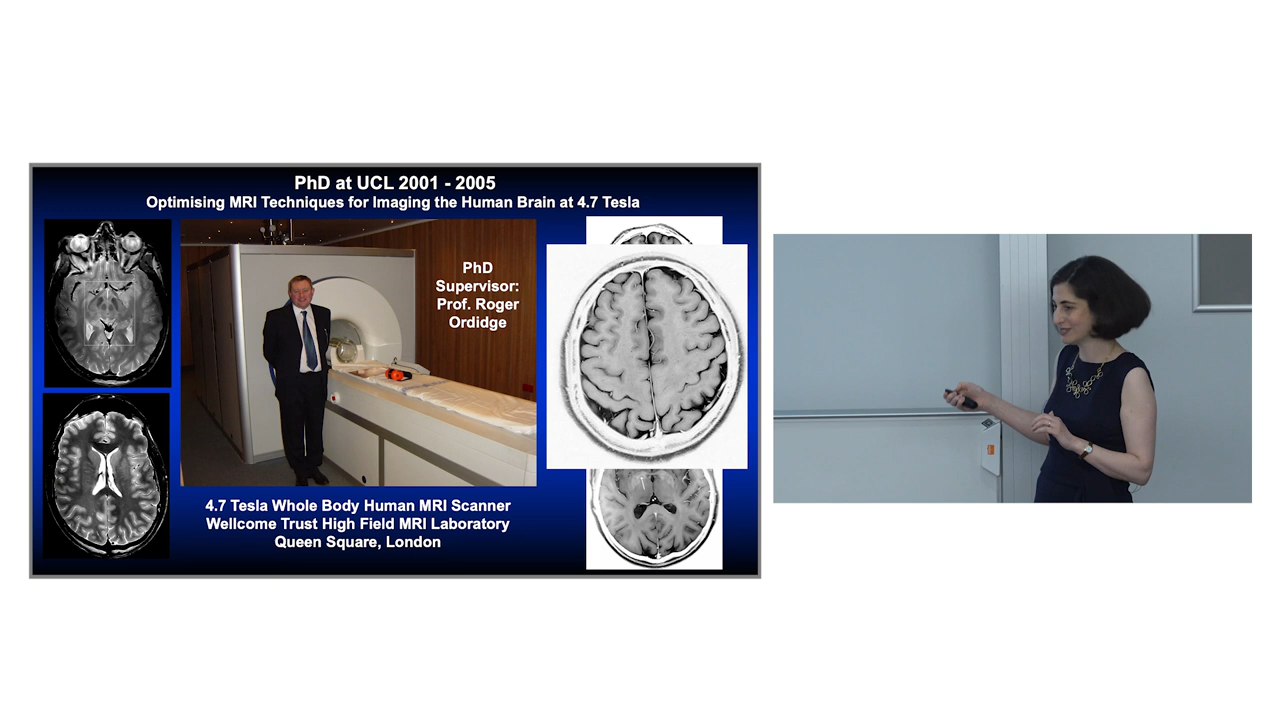 PhD at UCL 2001 - 2005
Optimising MRI Techniques for Imaging the Human Brain at 4.7 Tesla
PhD
Supervisor:
Prof. Roger
Ordidge
4.7 Tesla Whole Body Human MRI Scanner
Wellcome Trust High Field MRI Laboratory
Queen Square, London